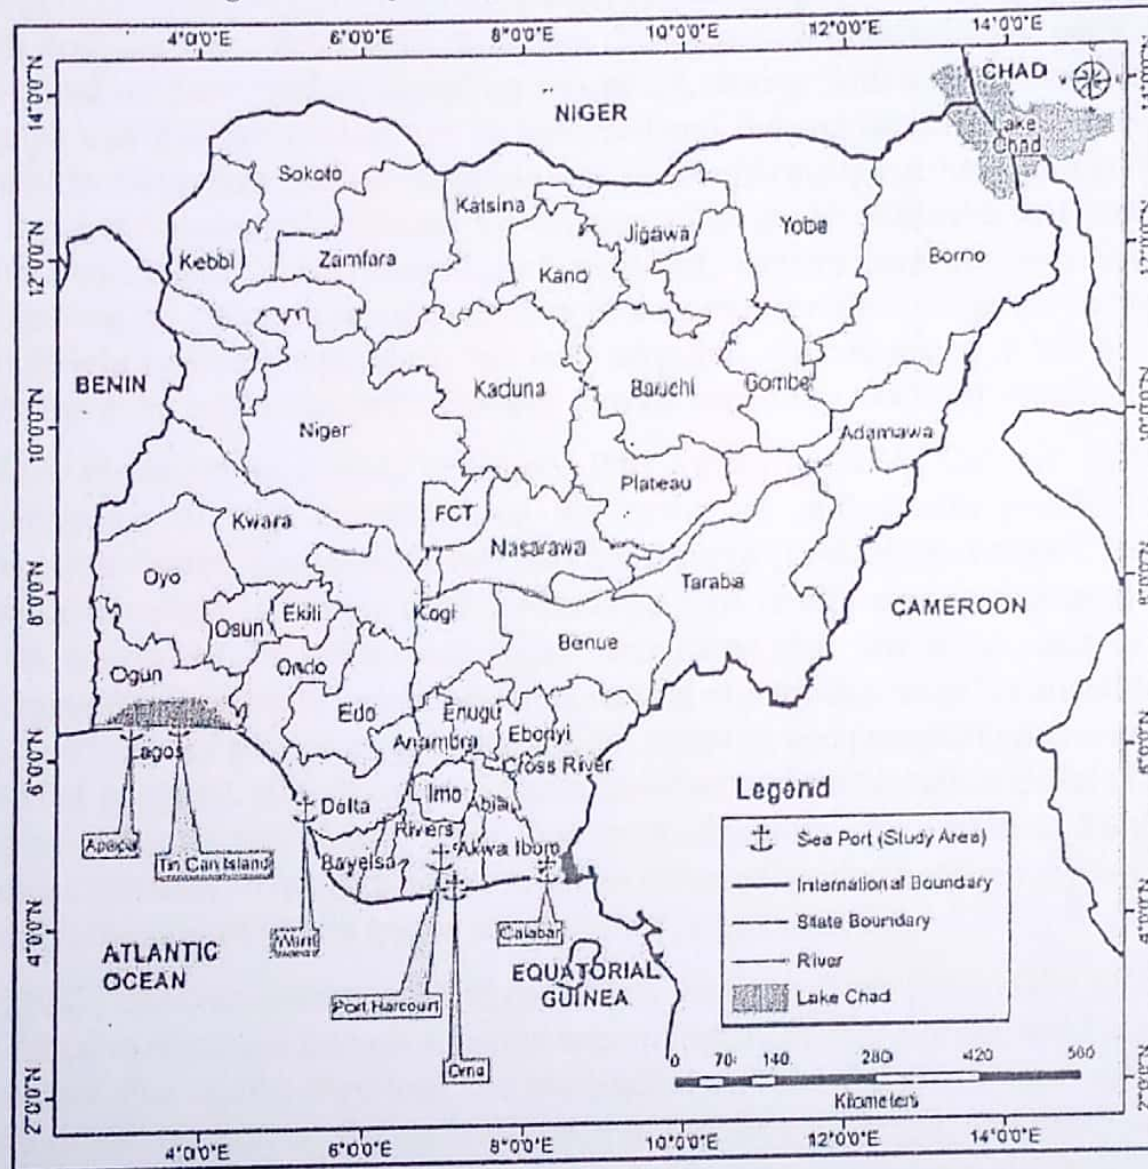 4°0'0"E 6°0'0"E 8°0'0"E 10°0'0"E 12°0'0"E 14°0'0"E
14°0'0"N
12°0'0"N
10°0'0"N
8°0'0"N
6°0'0"N
4°0'0"N
2°0'0"N
CHAD
Lake
Chad
NIGER
Sokoto
Katsina
Jigawa
Yobe
Borno
Kebbi
Zamfara
Kano
BENIN
Kaduna
Bauchi
Gombe
Niger
Adamawa
Plateau
Kwara
FCT
Nasarawa
Oyo
Taraba
CAMEROON
Osun
Ekili
Kogi
Benue
Ogun
Ondo
Edo
Enugu
Anambra
Ebonyi
Cross River
Lagos
Delta
Imo
Abia
Rivers
Bayelsa
Akwa Ibom
Apapa
Tin Can Island
Warri
Calabar
Port Harcourt
ATLANTIC
OCEAN
EQUATORIAL
GUINEA
Legend
Sea Port (Study Area)
International Boundary
State Boundary
River
Lake Chad
0 70 140 280 420 560
Kilometers
4°0'0"E 6°0'0"E 8°0'0"E 10°0'0"E 12°0'0"E 14°0'0"E